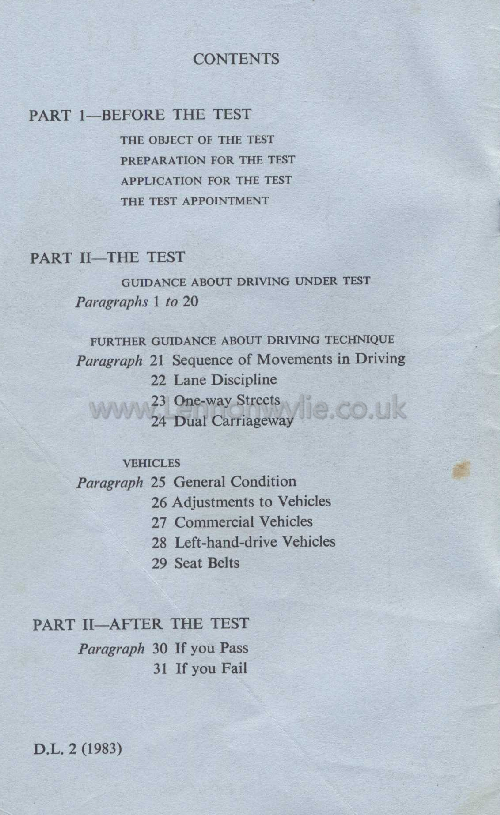 CONTENTS
PART I—BEFORE THE TEST
THE OBJECT OF THE TEST
PREPARATION FOR THE TEST
APPLICATION FOR THE TEST
THE TEST APPOINTMENT
PART II—THE TEST
GUIDANCE ABOUT DRIVING UNDER TEST
Paragraphs 1 to 20
FURTHER GUIDANCE ABOUT DRIVING TECHNIQUE
Paragraph 21 Sequence of Movements in Driving
22 Lane Discipline
23 One-way Streets
www.Lennonwylie.co.uk
24 Dual Carriageway
VEHICLES
Paragraph 25 General Condition
26 Adjustments to Vehicles
27 Commercial Vehicles
28 Left-hand-drive Vehicles
29 Seat Belts
PART II—AFTER THE TEST
Paragraph 30 If you Pass
31 If you Fail
D.L. 2 (1983)